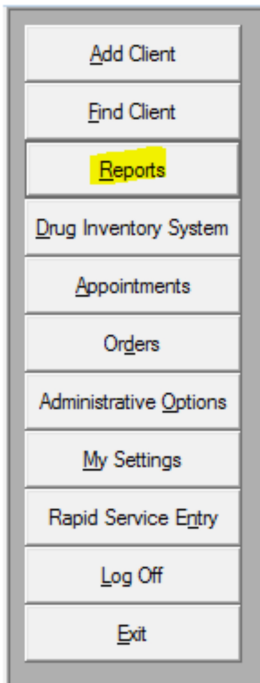 Add Client
Find Client
Reports
Drug Inventory System
Appointments
Orders
Administrative Options
My Settings
Rapid Service Entry
Log Off
Exit